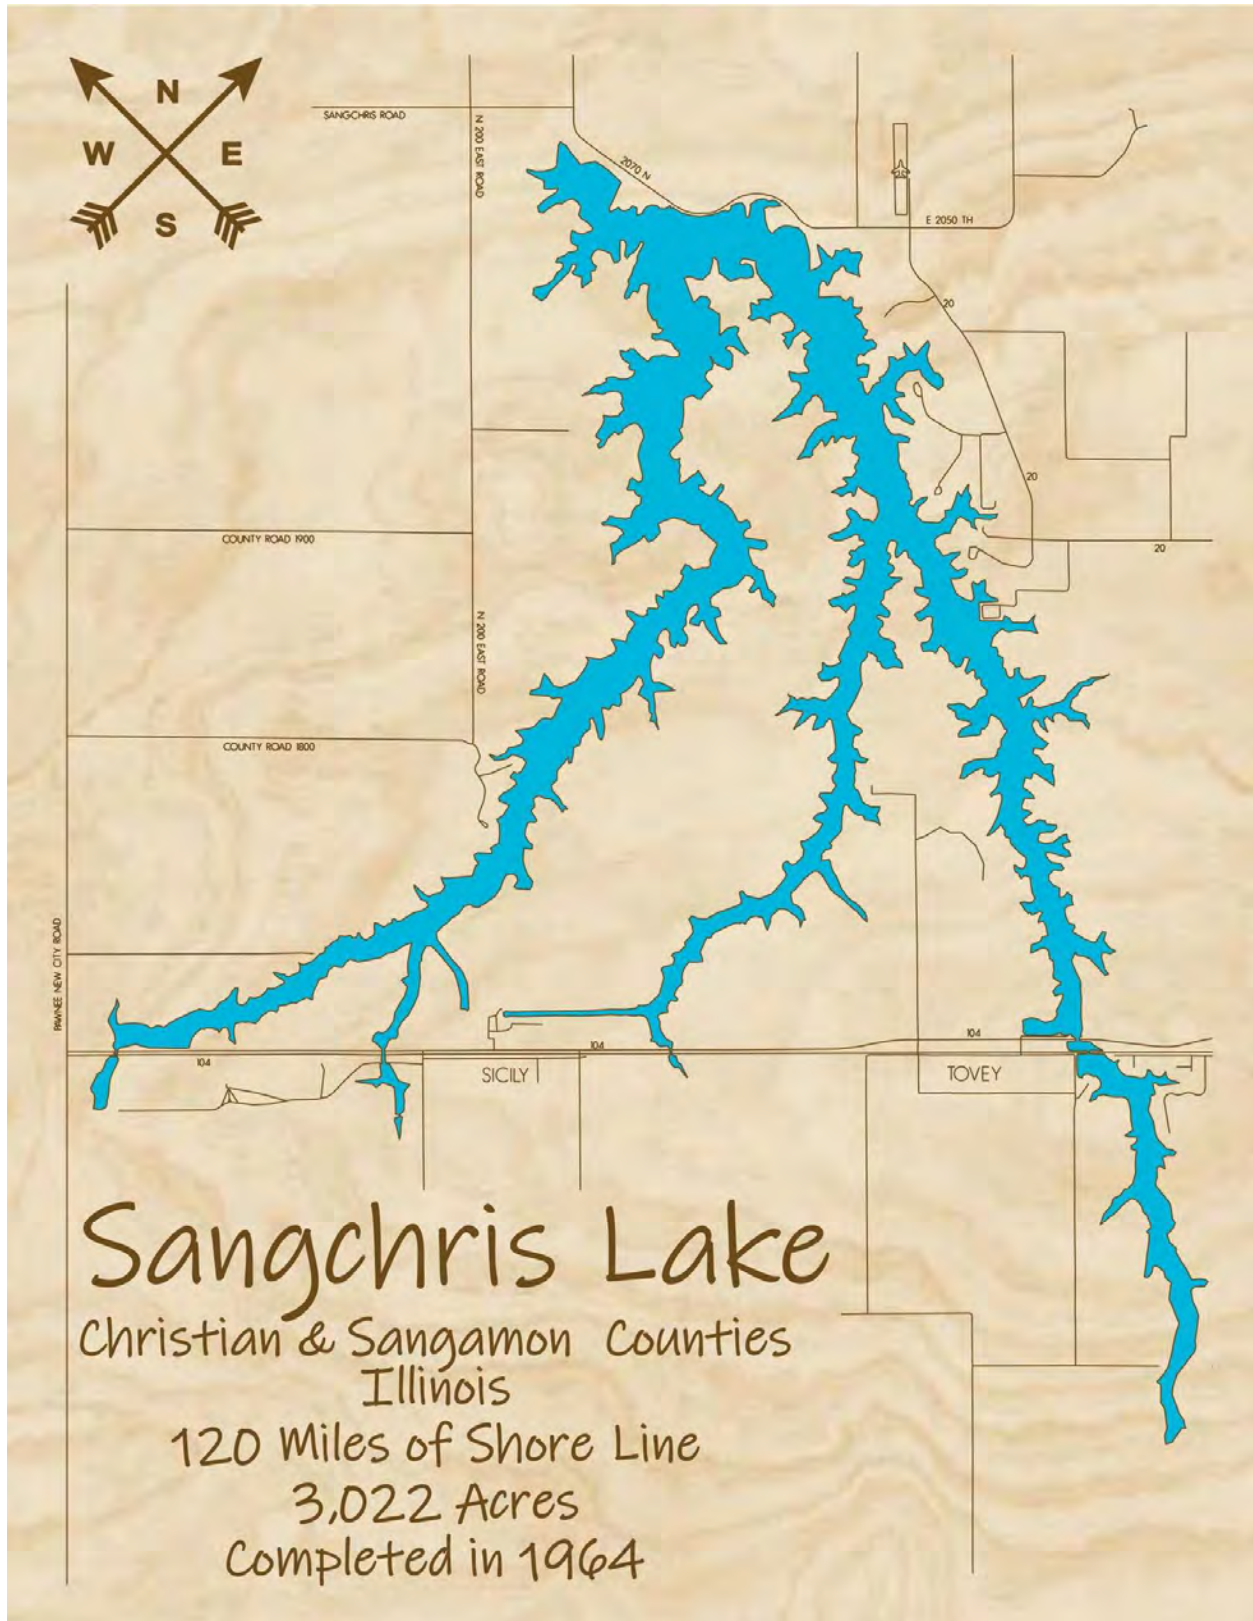 N
W E
S
SANGCHRIS ROAD
N 200 EAST ROAD
2070 N
E 2050 TH
20
20
COUNTY ROAD 1900
20
N 200 EAST ROAD
COUNTY ROAD 1800
PAWNEE NEW CITY ROAD
104
104
104
SICILY
TOVEY
Sangchris Lake
Christian & Sangamon Counties
Illinois
120 Miles of Shore Line
3,022 Acres
Completed in 1964